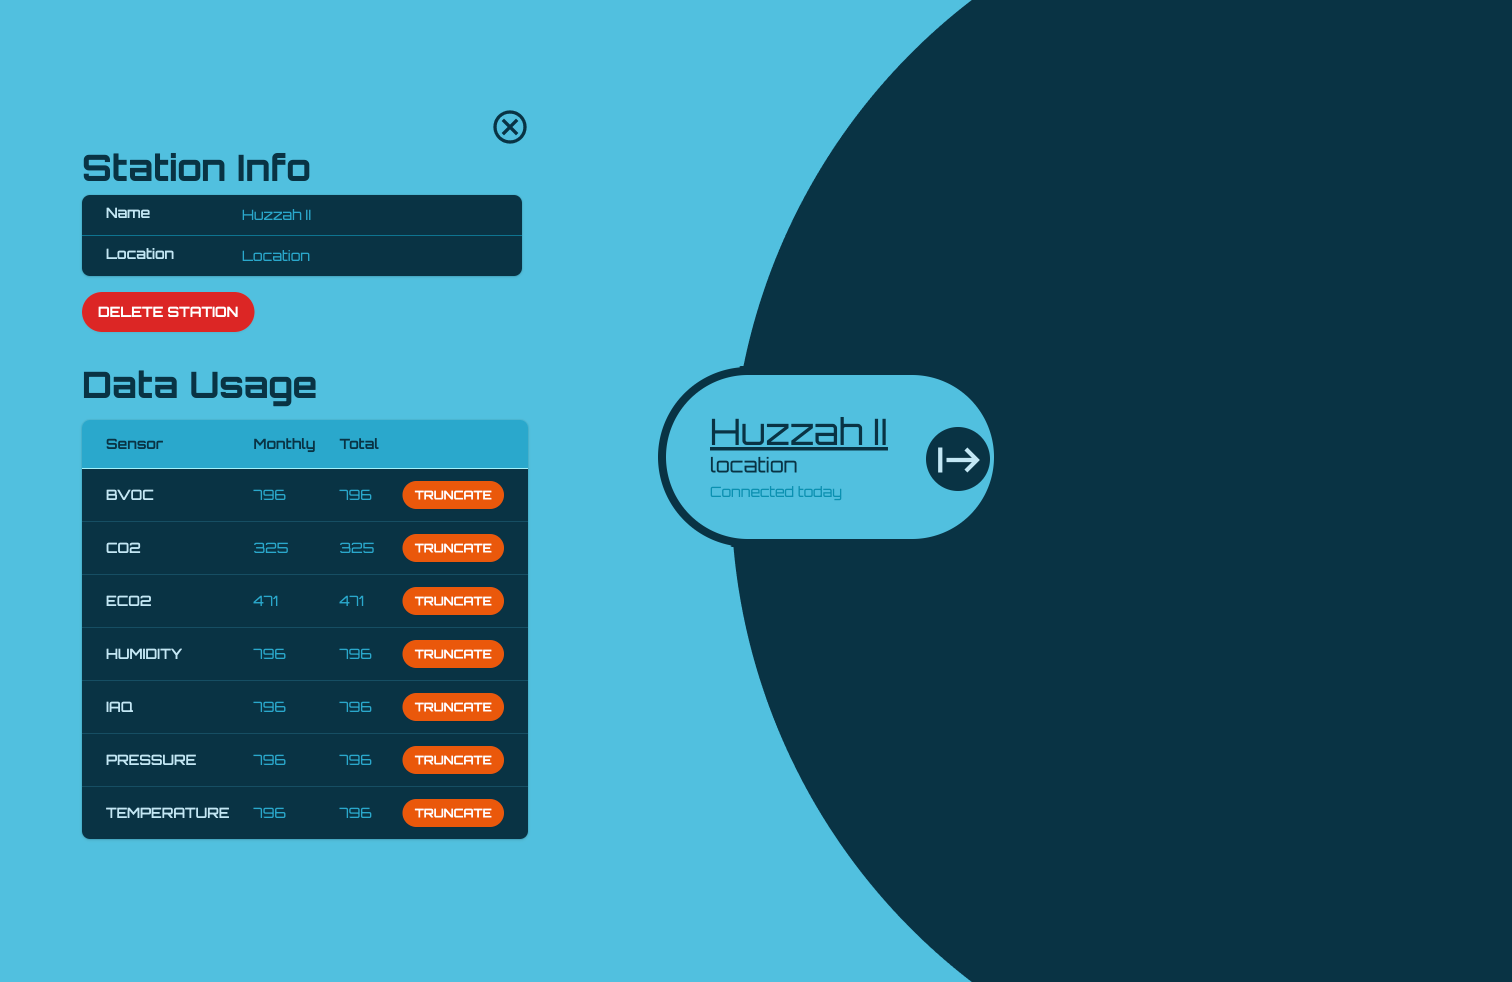 Station Info
Name Huzzah II
Location Location
DELETE STATION
Data Usage
Sensor Monthly Total
BVOC 796 796 TRUNCATE
CO2 325 325 TRUNCATE
ECO2 471 471 TRUNCATE
HUMIDITY 796 796 TRUNCATE
IAQ 796 796 TRUNCATE
PRESSURE 796 796 TRUNCATE
TEMPERATURE 796 796 TRUNCATE
Huzzah II
location
Connected today